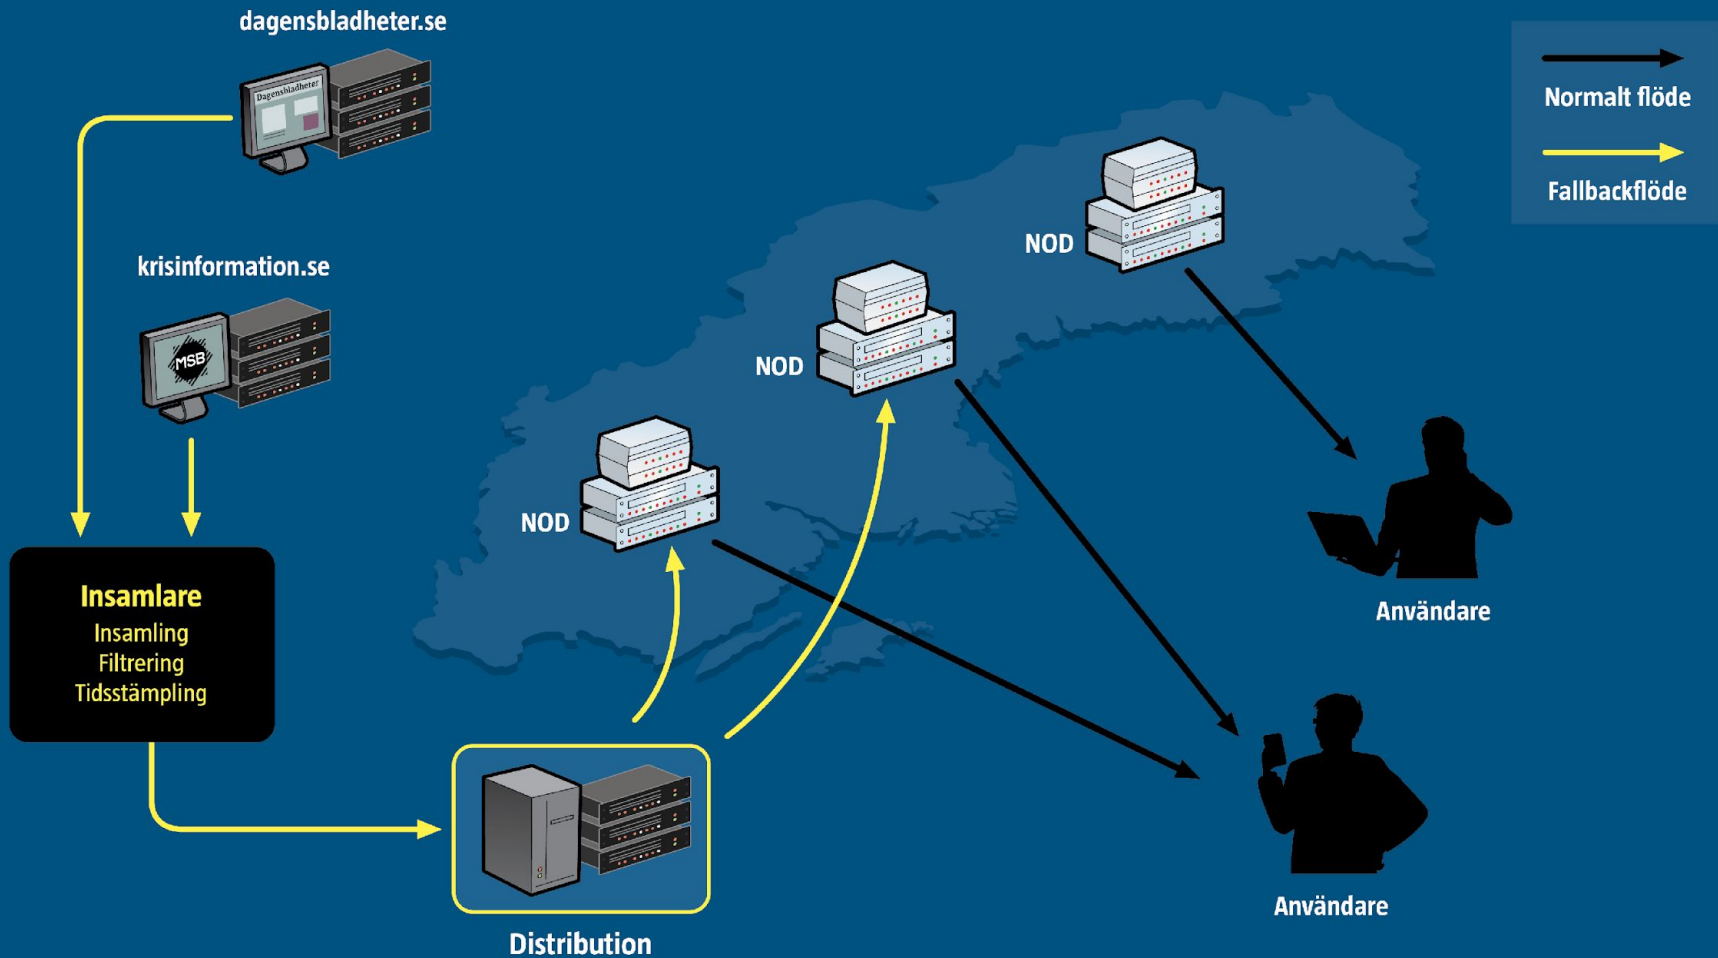 dagensbladheter.se
Dagensbladheter
krisinformation.se
MSB
Insamlare
Insamling
Filtrering
Tidsstämpling
Distribution
NOD
NOD
NOD
Användare
Användare
Normalt flöde
Fallbackflöde